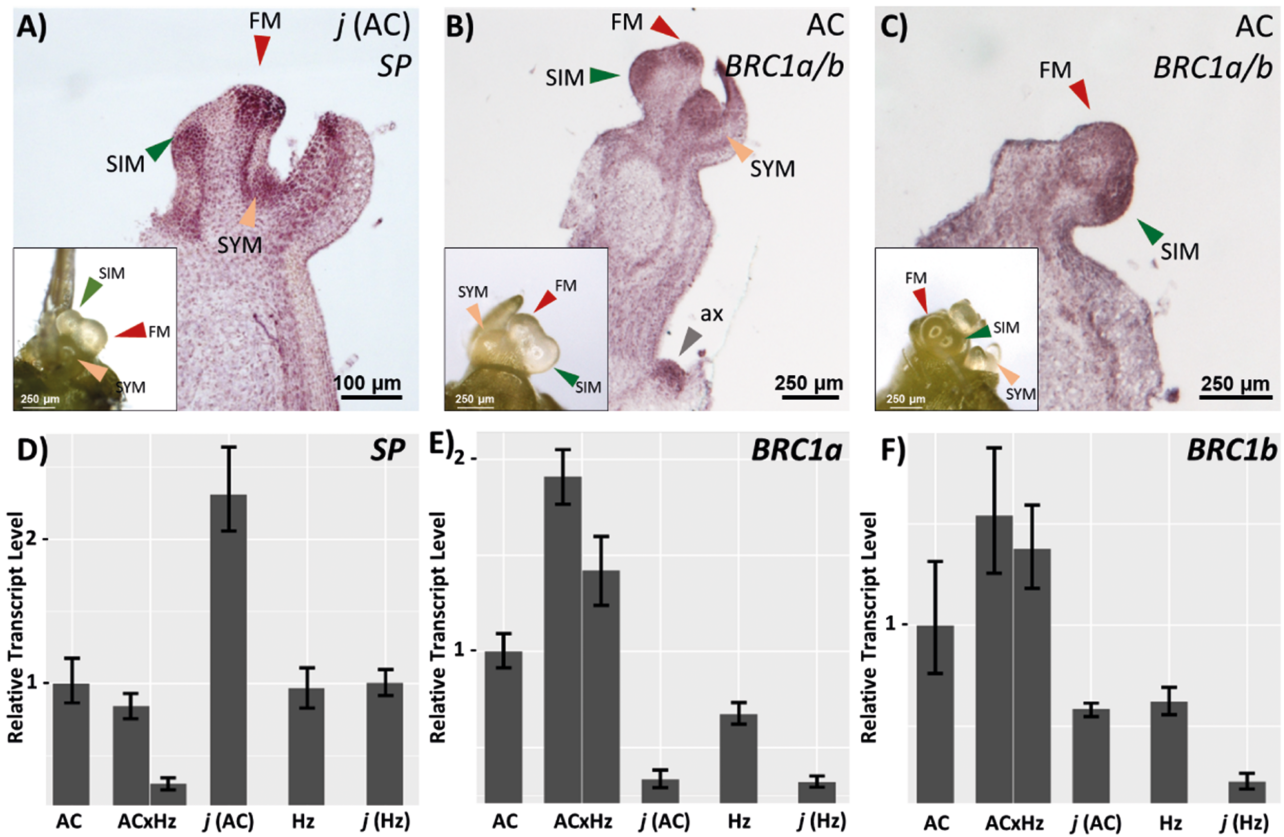 A)
FM
j (AC)
SP
SIM
SYM
100 µm
SIM
FM
SYM
250 µm
B)
FM
AC
BRC1a/b
SIM
SYM
ax
250 µm
SYM
FM
SIM
250 µm
C)
AC
BRC1a/b
FM
SIM
250 µm
FM
SIM
SYM
250 µm
D)
SP
Relative Transcript Level
2
1
AC ACxHz j (AC) Hz j (Hz)
E)
BRC1a
Relative Transcript Level
2
1
AC ACxHz j (AC) Hz j (Hz)
F)
BRC1b
Relative Transcript Level
1
AC ACxHz j (AC) Hz j (Hz)